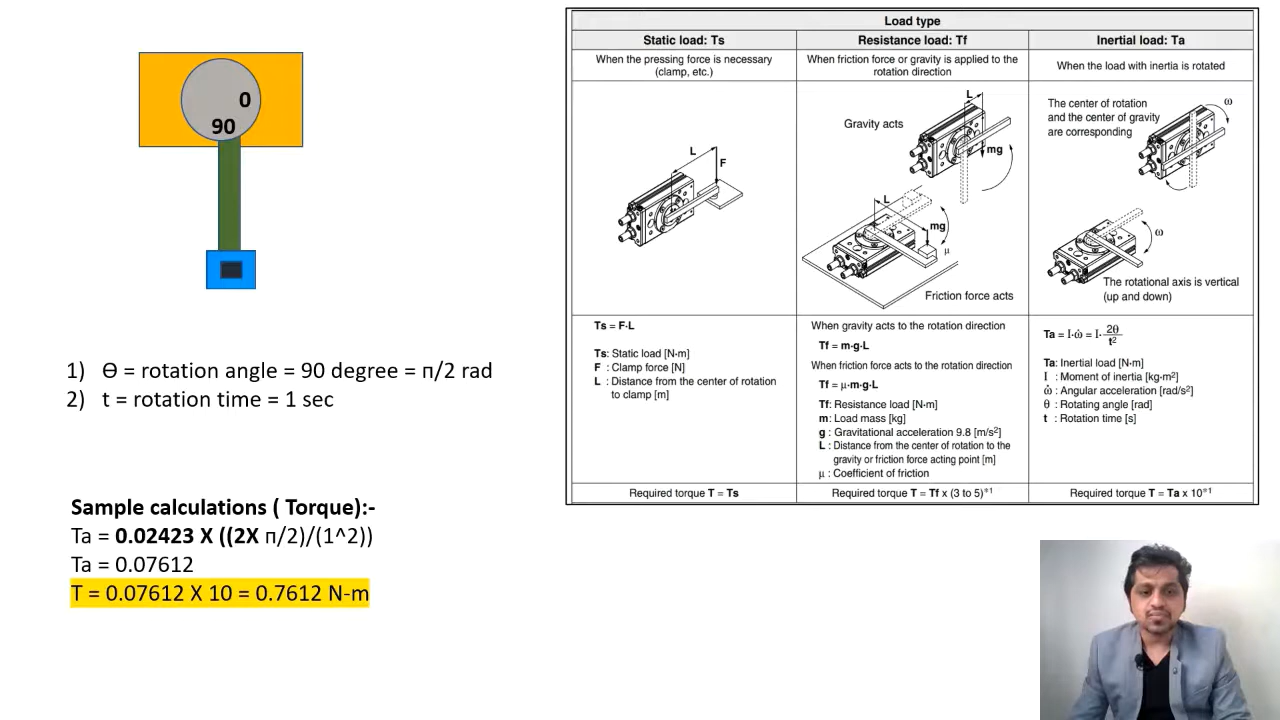 0
90
1) Ө = rotation angle = 90 degree = π/2 rad
2) t = rotation time = 1 sec
Sample calculations ( Torque):-
Ta = 0.02423 X ((2X π/2)/(1^2))
Ta = 0.07612
T = 0.07612 X 10 = 0.7612 N-m
Load type
Static load: Ts
Resistance load: Tf
Inertial load: Ta
When the pressing force is necessary
(clamp, etc.)
When friction force or gravity is applied to the
rotation direction
When the load with inertia is rotated
L
F
Gravity acts
L
mg
L
mg
μ
Friction force acts
The center of rotation
and the center of gravity
are corresponding
ω
ω
The rotational axis is vertical
(up and down)
Ts = F·L
Ts: Static load [N·m]
F : Clamp force [N]
L : Distance from the center of rotation
to clamp [m]
When gravity acts to the rotation direction
Tf = m·g·L
When friction force acts to the rotation direction
Tf = μ·m·g·L
Tf: Resistance load [N·m]
m: Load mass [kg]
g : Gravitational acceleration 9.8 [m/s²]
L : Distance from the center of rotation to the
gravity or friction force acting point [m]
μ : Coefficient of friction
Ta = I·ω̇ = I· 2θ/t²
Ta: Inertial load [N·m]
I : Moment of inertia [kg·m²]
ω̇ : Angular acceleration [rad/s²]
θ : Rotating angle [rad]
t : Rotation time [s]
Required torque T = Ts
Required torque T = Tf x (3 to 5)*1
Required torque T = Ta x 10*1